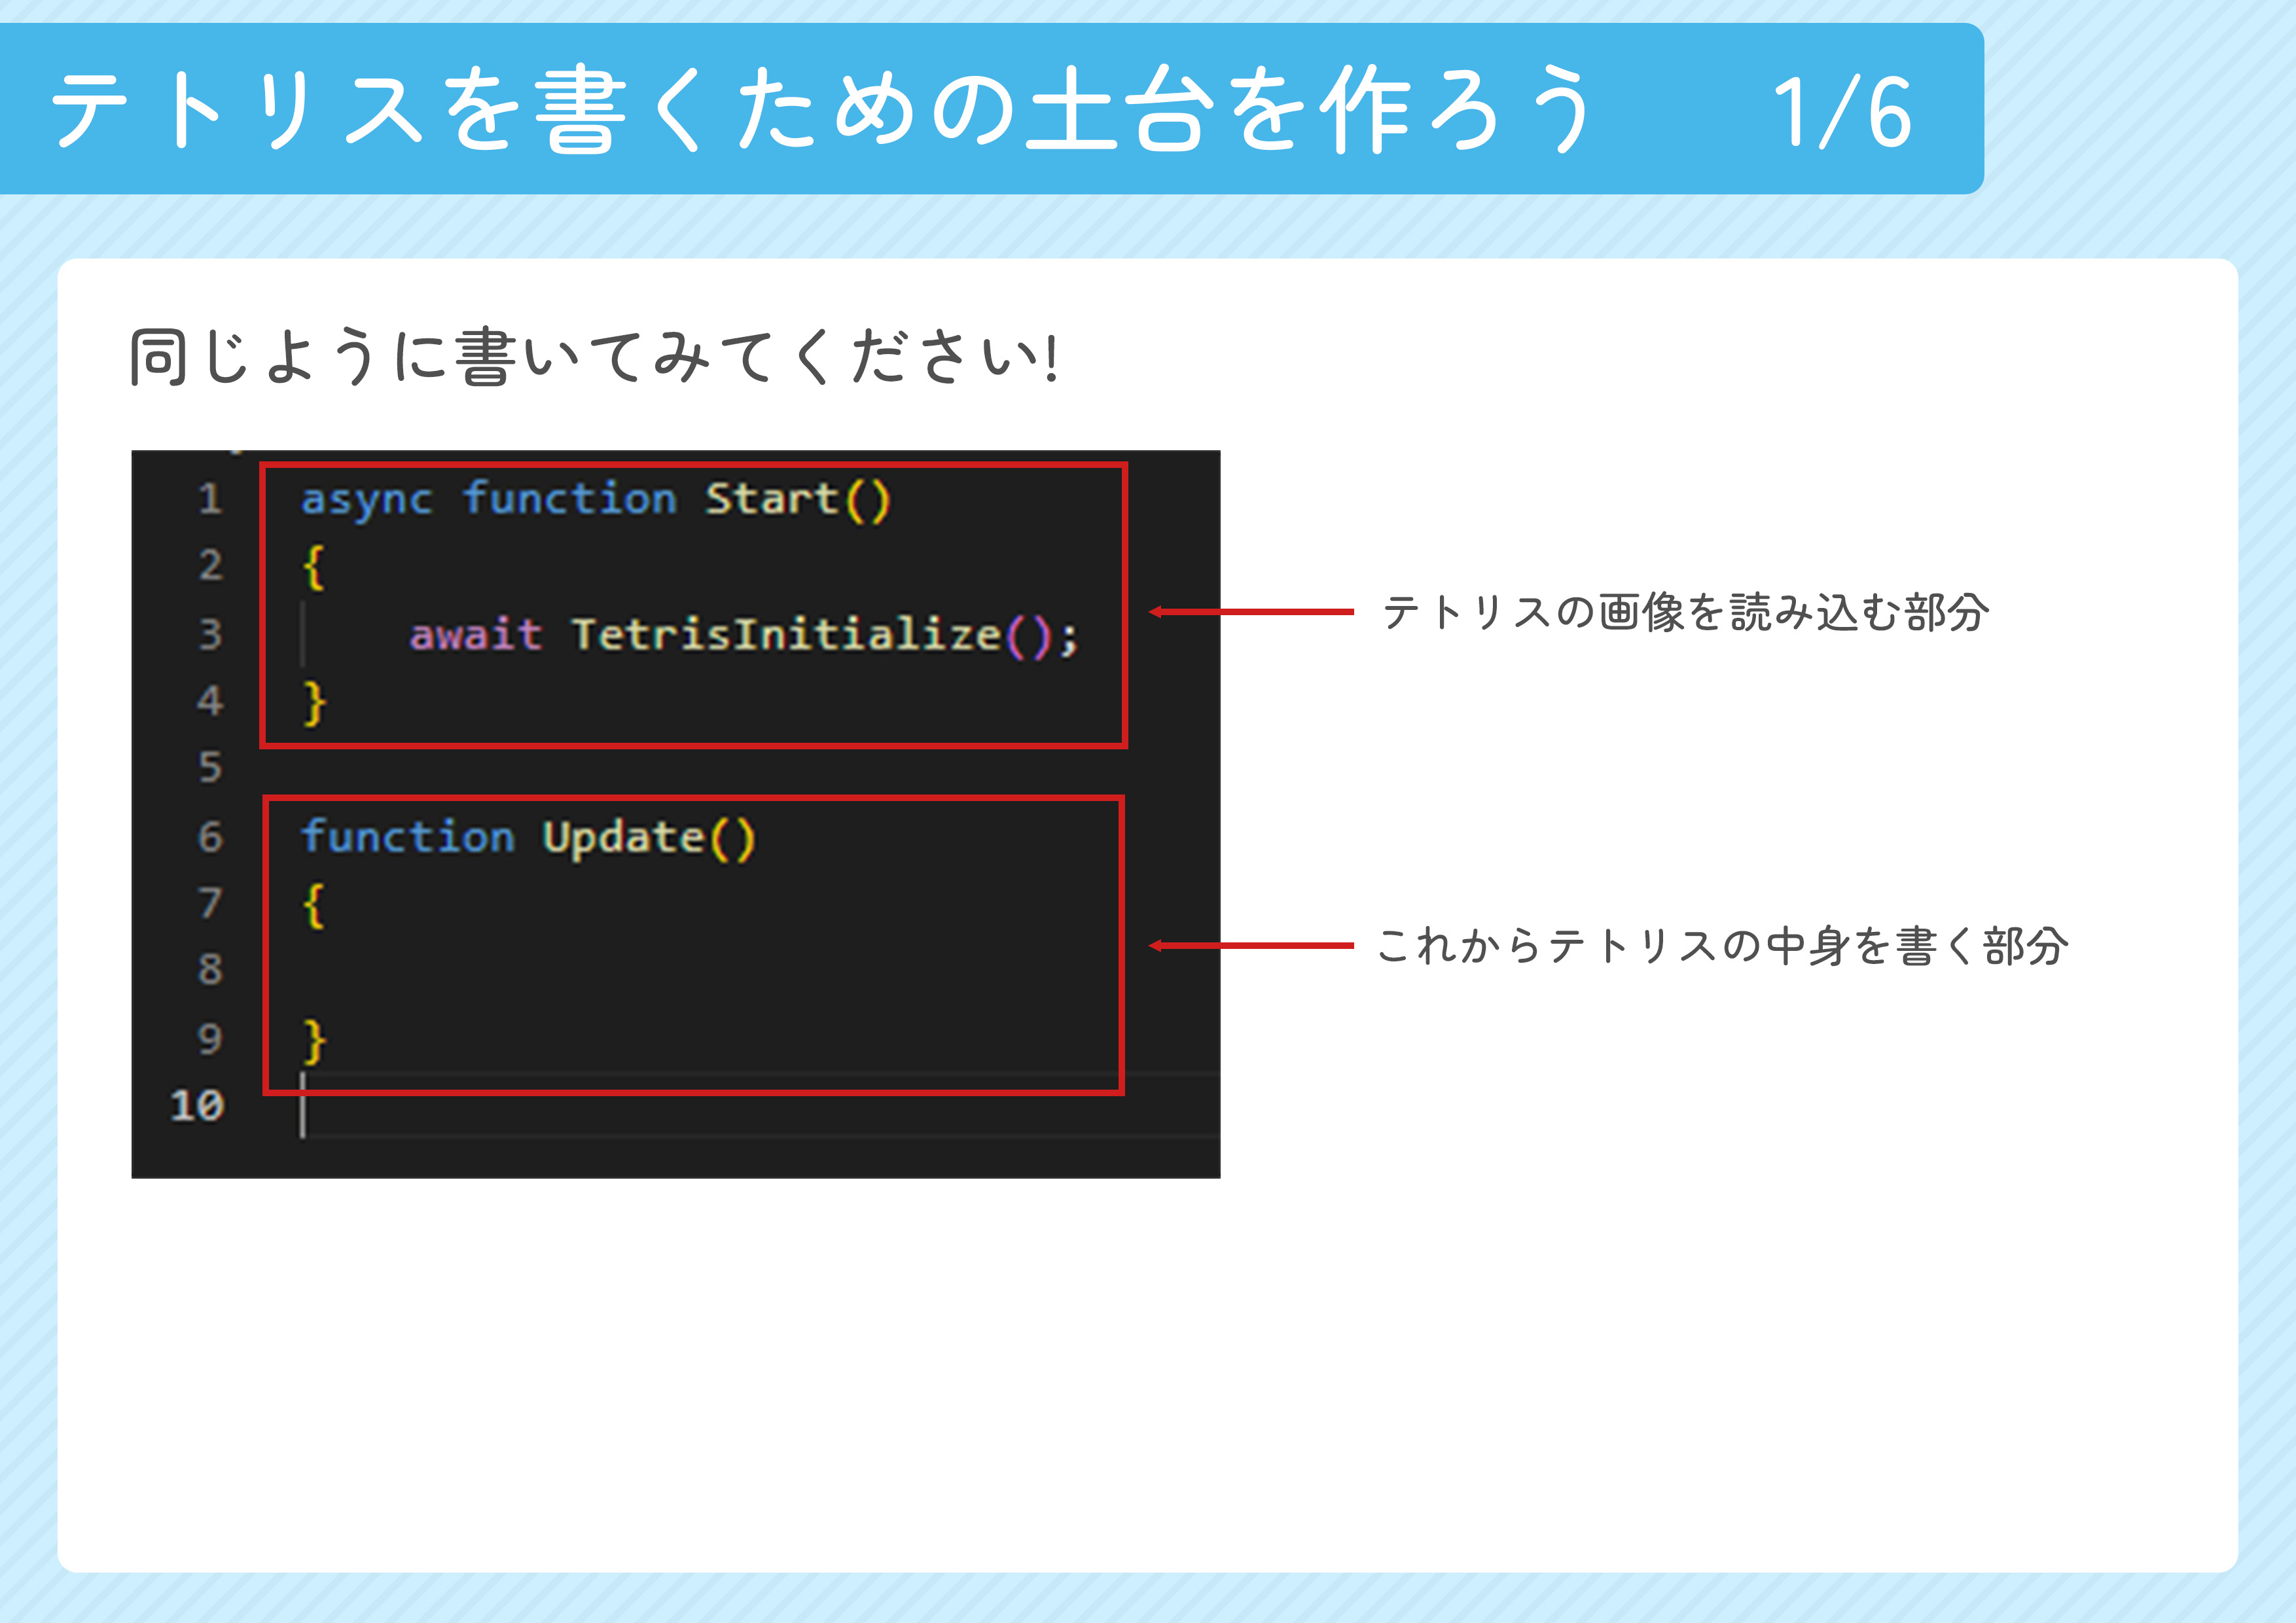 テトリスを書くための土台を作ろう 1/6
同じように書いてみてください!
1 async function Start()
2 {
3 await TetrisInitialize();
4 }
5
6 function Update()
7 {
8
9 }
10
テトリスの画像を読み込む部分
これからテトリスの中身を書く部分